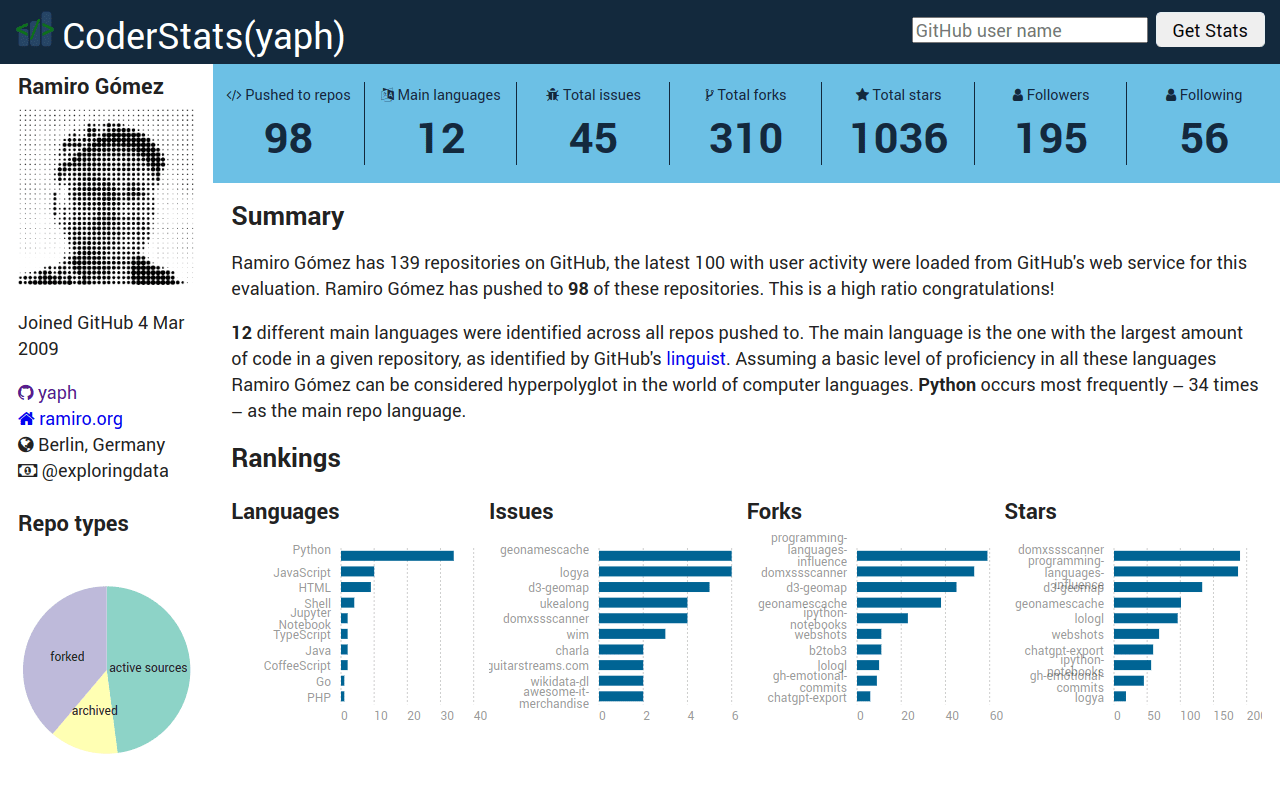 </> CoderStats(yaph)
GitHub user name
Get Stats
Ramiro Gómez
Joined GitHub 4 Mar
2009
yaph
ramiro.org
Berlin, Germany
@exploringdata
Repo types
forked
active sources
archived
Pushed to repos
98
Main languages
12
Total issues
45
Total forks
310
Total stars
1036
Followers
195
Following
56
Summary
Ramiro Gómez has 139 repositories on GitHub, the latest 100 with user activity were loaded from GitHub's web service for this
evaluation. Ramiro Gómez has pushed to 98 of these repositories. This is a high ratio congratulations!
12 different main languages were identified across all repos pushed to. The main language is the one with the largest amount
of code in a given repository, as identified by GitHub's linguist. Assuming a basic level of proficiency in all these languages
Ramiro Gómez can be considered hyperpolyglot in the world of computer languages. Python occurs most frequently – 34 times
– as the main repo language.
Rankings
Languages
Python
JavaScript
HTML
Shell
Jupyter
Notebook
TypeScript
Java
CoffeeScript
Go
PHP
0 10 20 30 40
Issues
geonamescache
logya
d3-geomap
ukealong
domxssscanner
wim
charla
guitarstreams.com
wikidata-dl
awesome-it-
merchandise
0 2 4 6
Forks
programming-
languages-
influence
domxssscanner
d3-geomap
geonamescache
ipython-
notebooks
webshots
b2tob3
lologl
gh-emotional-
commits
chatgpt-export
0 20 40 60
Stars
domxssscanner
programming-
languages-
influence
d3-geomap
geonamescache
lologl
webshots
chatgpt-export
ipython-
notebooks
gh-emotional-
commits
logya
0 50 100 150 200